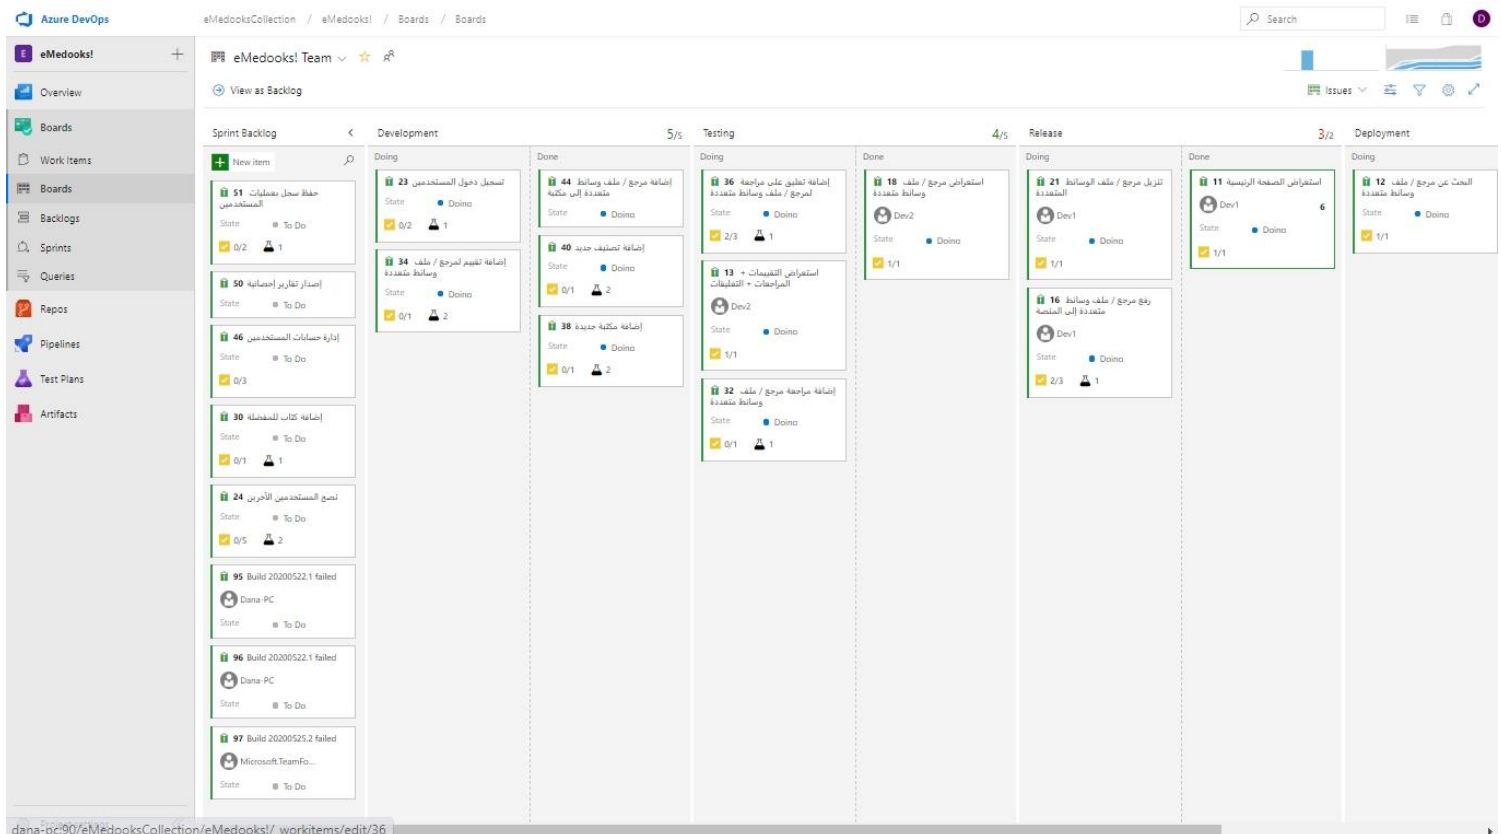 Azure DevOps
eMedooksCollection / eMedooks! / Boards / Boards
Search
D
E eMedooks!
Overview
Boards
Work Items
Boards
Backlogs
Sprints
Queries
Repos
Pipelines
Test Plans
Artifacts
eMedooks! Team
View as Backlog
Issues
Sprint Backlog
New item
51 حفظ سجل بعمليات
المستخدمين
State To Do
0/2 1
50 إصدار تقارير إحصائية
State To Do
46 إدارة حسابات المستخدمين
State To Do
0/3
30 إضافة كتاب للمفضلة
State To Do
0/1 1
24 نصح المستخدمين الآخرين
State To Do
0/5 2
95 Build 20200522.1 failed
Dana-PC
State To Do
96 Build 20200522.1 failed
Dana-PC
State To Do
97 Build 20200525.2 failed
Microsoft.TeamFo...
State To Do
Development 5/5
Doing
23 تسجيل دخول المستخدمين
State Doing
0/2 1
34 إضافة تقييم لمرجع / ملف
وسائط متعددة
State Doing
0/1 2
Done
44 إضافة مرجع / ملف وسائط
متعددة إلى مكتبة
State Doing
40 إضافة تصنيف جديد
State Doing
0/1 2
38 إضافة مكتبة جديدة
State Doing
0/1 2
Testing 4/5
Doing
36 إضافة تعليق على مراجعة
لمرجع / ملف وسائط متعددة
State Doing
2/3 1
13 استعراض التقييمات +
المراجعات + التعليقات
Dev2
State Doing
1/1
32 إضافة مراجعة مرجع / ملف
وسائط متعددة
State Doing
0/1 1
Done
18 استعراض مرجع / ملف
وسائط متعددة
Dev2
State Doing
1/1
Release 3/2
Doing
21 تنزيل مرجع / ملف الوسائط
المتعددة
Dev1
State Doing
1/1
16 رفع مرجع / ملف وسائط
متعددة إلى المنصة
Dev1
State Doing
2/3 1
Done
11 استعراض الصفحة الرئيسية
Dev1 6
State Doing
1/1
Deployment
Doing
12 البحث عن مرجع / ملف
وسائط متعددة
State Doing
1/1
dana-pc:90/eMedooksCollection/eMedooks!/_workitems/edit/36